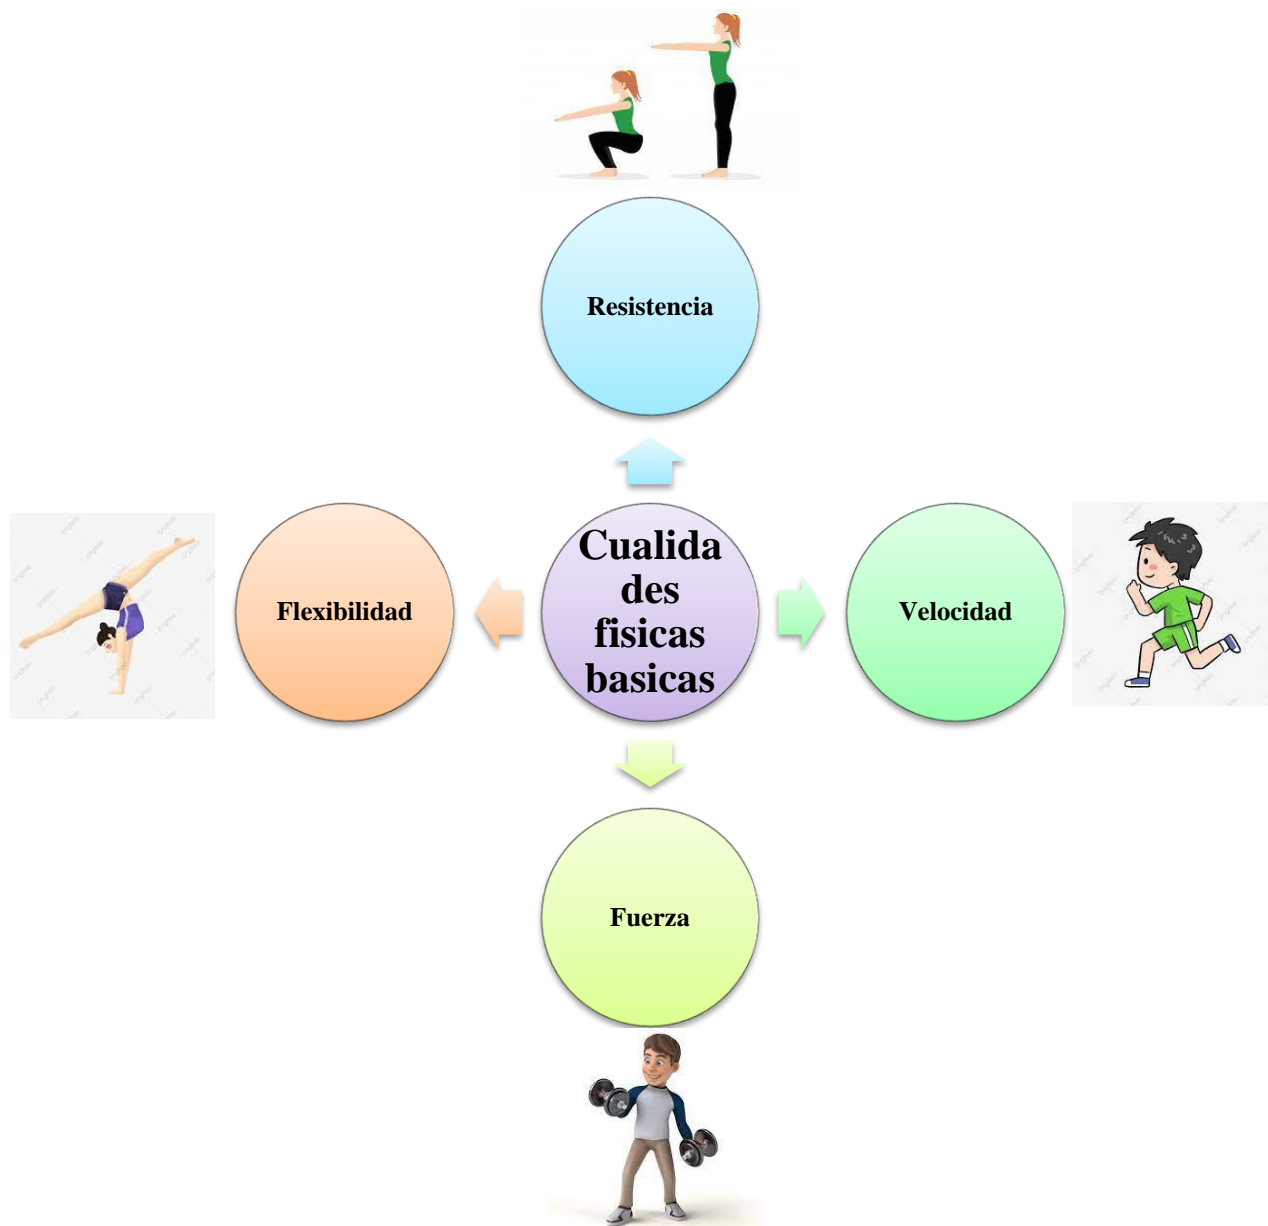 Resistencia
Flexibilidad
Cualida
des
fisicas
basicas
Velocidad
Fuerza